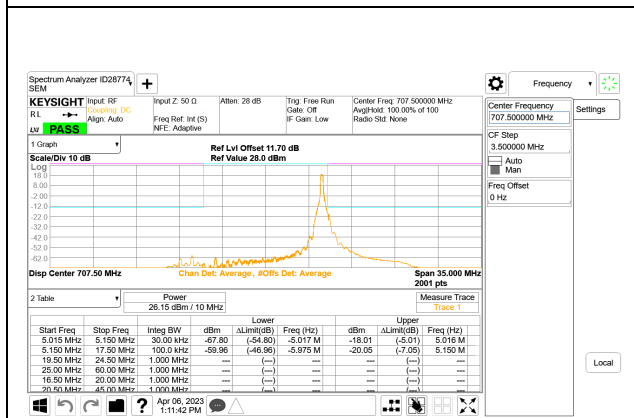 Spectrum Analyzer ID28774
SEM
KEYSIGHT
RL
PASS
Input: RF
Coupling: DC
Align: Auto
Input Z: 50 Ω
Freq Ref: Int (S)
NFE: Adaptive
Atten: 28 dB
Trig: Free Run
Gate: Off
IF Gain: Low
Center Freq: 707.500000 MHz
Avg|Hold: 100.00% of 100
Radio Std: None
1 Graph
Scale/Div 10 dB
Ref Lvl Offset 11.70 dB
Ref Value 28.0 dBm
Log
18.0
8.00
-2.00
-12.0
-22.0
-32.0
-42.0
-52.0
-62.0
Disp Center 707.50 MHz
Chan Det: Average , #Offs Det: Average
Span 35.000 MHz
2001 pts
2 Table
Power
26.15 dBm / 10 MHz
Measure Trace
Trace 1
Lower Upper
Start Freq Stop Freq Integ BW dBm ΔLimit(dB) Freq (Hz) dBm ΔLimit(dB) Freq (Hz)
5.015 MHz 5.150 MHz 30.00 kHz -67.80 (-54.80) -5.017 M -18.01 (-5.01) 5.016 M
5.150 MHz 17.50 MHz 100.0 kHz -59.96 (-46.96) -5.975 M -20.05 (-7.05) 5.150 M
19.50 MHz 24.50 MHz 1.000 MHz (---) (---)
25.00 MHz 60.00 MHz 1.000 MHz (---) (---)
16.50 MHz 20.00 MHz 1.000 MHz (---) (---)
20.50 MHz 45.00 MHz 1.000 MHz (---) (---)
Apr 06, 2023
1:11:42 PM
Frequency
Center Frequency
707.500000 MHz
Settings
CF Step
3.500000 MHz
Auto
Man
Freq Offset
0 Hz
Local